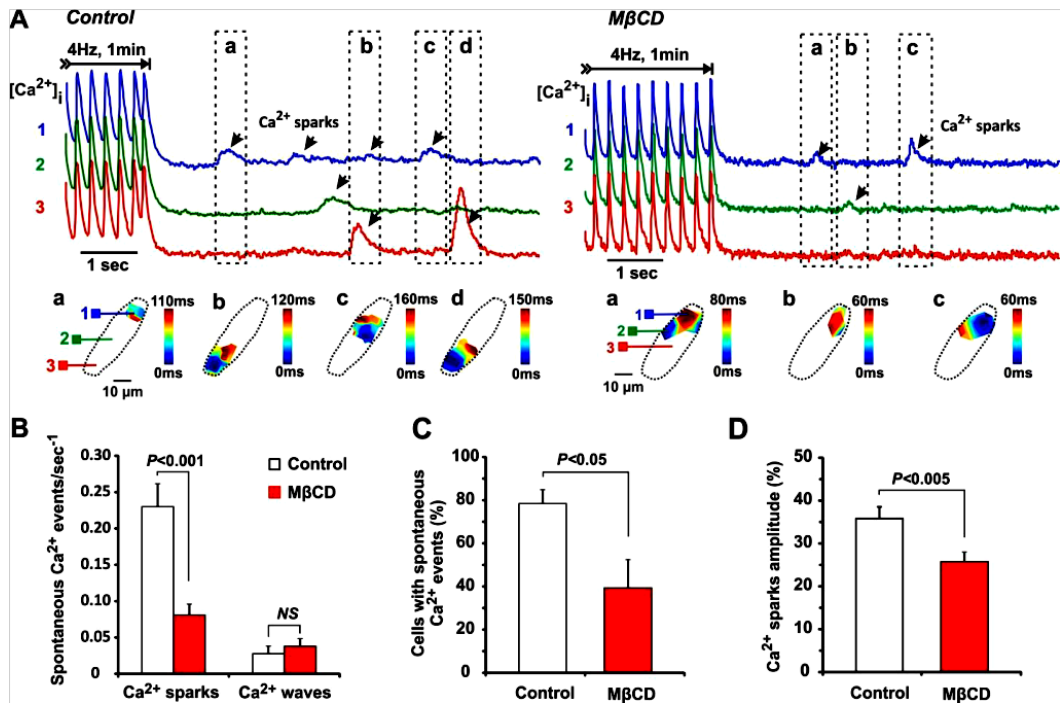 A
Control
4Hz, 1min
a
b
c
d
[Ca²⁺]i
1
2
3
Ca²⁺ sparks
1 sec
MβCD
4Hz, 1min
a
b
c
[Ca²⁺]i
1
2
3
Ca²⁺ sparks
1 sec
a
1
2
3
10 μm
110ms
0ms
b
120ms
0ms
c
160ms
0ms
d
150ms
0ms
a
1
2
3
10 μm
80ms
0ms
b
60ms
0ms
c
60ms
0ms
B
Spontaneous Ca²⁺ events/sec⁻¹
0.30
0.25
0.20
0.15
0.10
0.05
0
P<0.001
NS
Control
MβCD
Ca²⁺ sparks
Ca²⁺ waves
C
Cells with spontaneous
Ca²⁺ events (%)
100
80
60
40
20
0
P<0.05
Control
MβCD
D
Ca²⁺ sparks amplitude (%)
50
40
30
20
10
0
P<0.005
Control
MβCD